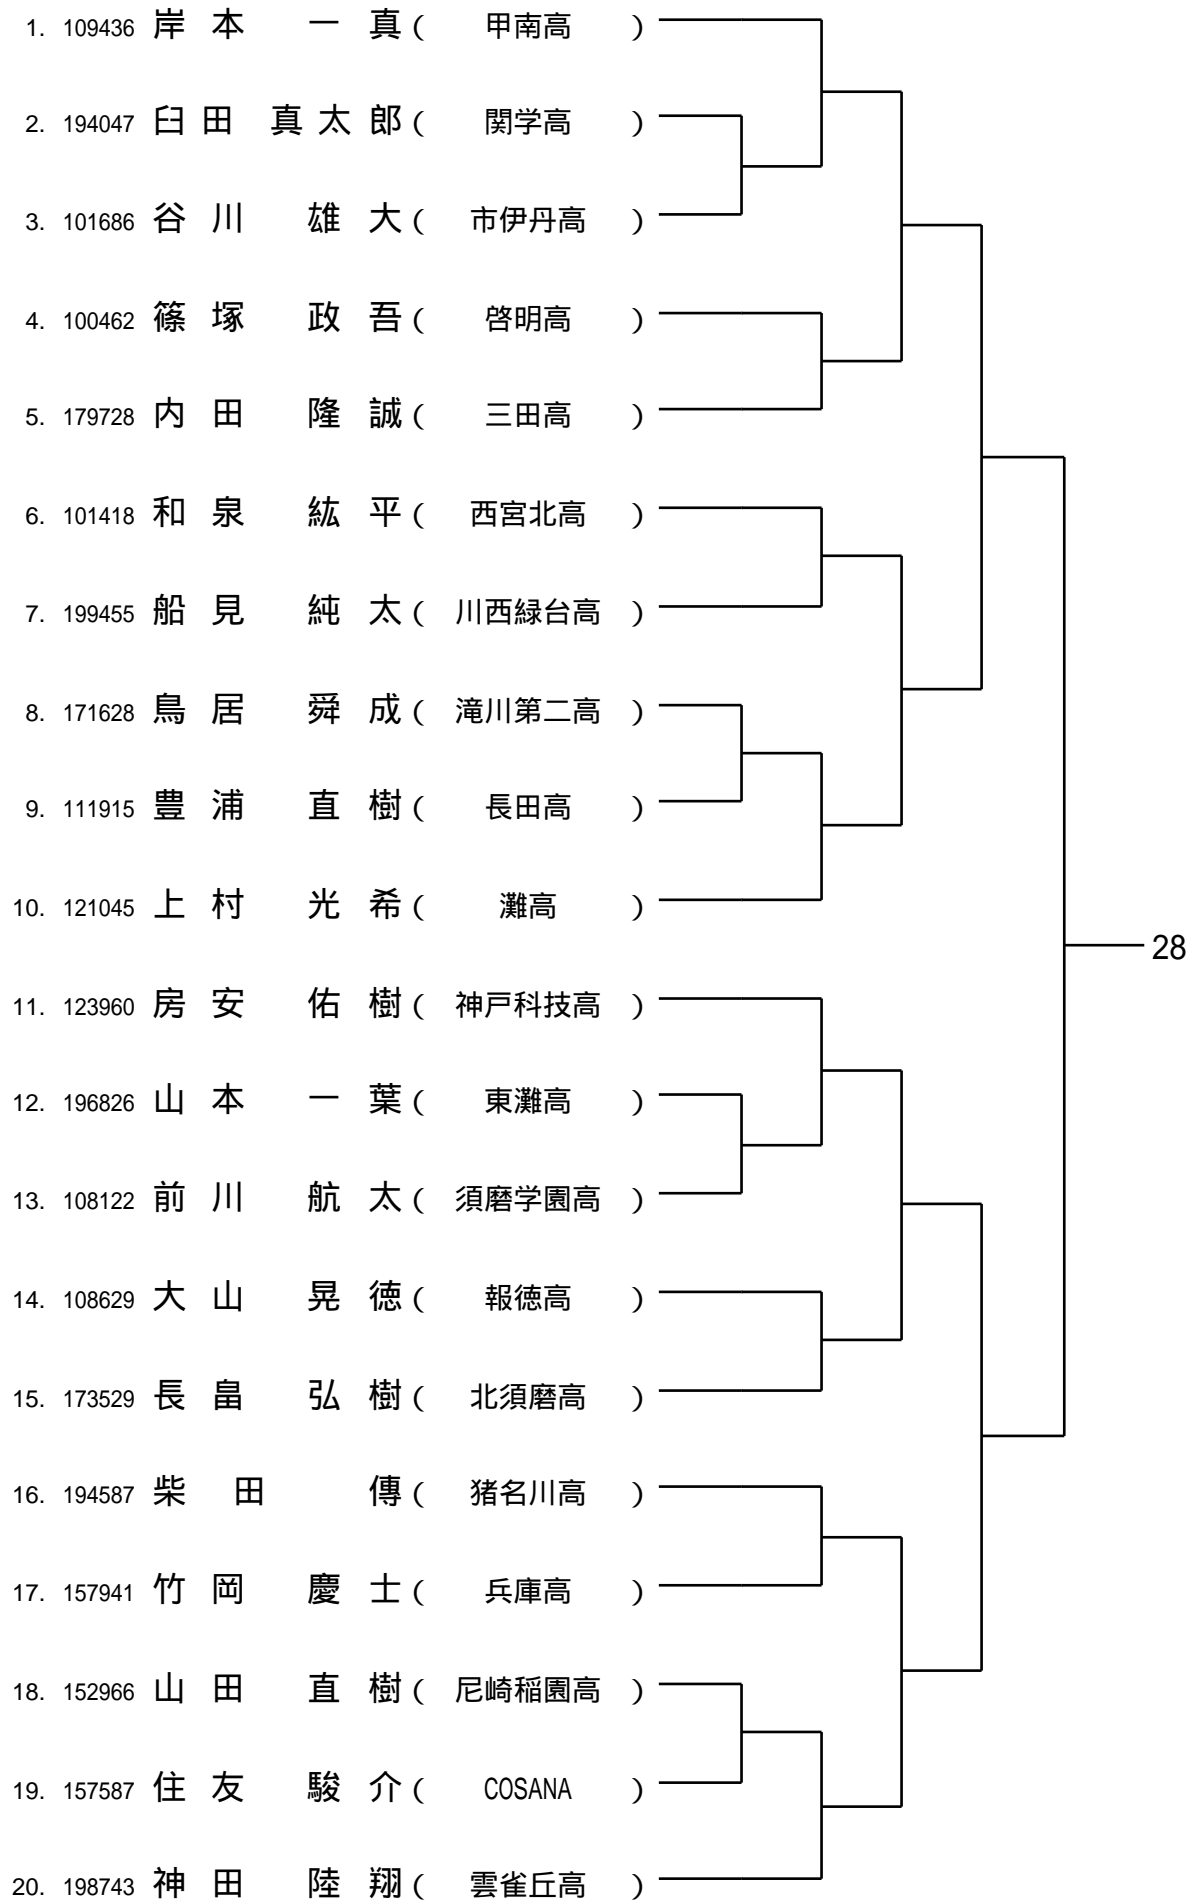 1. 109436 岸本 一真 ( 甲南高 )
2. 194047 臼田 真太郎 ( 関学高 )
3. 101686 谷川 雄大 ( 市伊丹高 )
4. 100462 篠塚 政吾 ( 啓明高 )
5. 179728 内田 隆誠 ( 三田高 )
6. 101418 和泉 紘平 ( 西宮北高 )
7. 199455 船見 純太 ( 川西緑台高 )
8. 171628 鳥居 舜成 ( 滝川第二高 )
9. 111915 豊浦 直樹 ( 長田高 )
10. 121045 上村 光希 ( 灘高 )
28
11. 123960 房安 佑樹 ( 神戸科技高 )
12. 196826 山本 一葉 ( 東灘高 )
13. 108122 前川 航太 ( 須磨学園高 )
14. 108629 大山 晃徳 ( 報徳高 )
15. 173529 長畠 弘樹 ( 北須磨高 )
16. 194587 柴田 傳 ( 猪名川高 )
17. 157941 竹岡 慶士 ( 兵庫高 )
18. 152966 山田 直樹 ( 尼崎稲園高 )
19. 157587 住友 駿介 ( COSANA )
20. 198743 神田 陸翔 ( 雲雀丘高 )